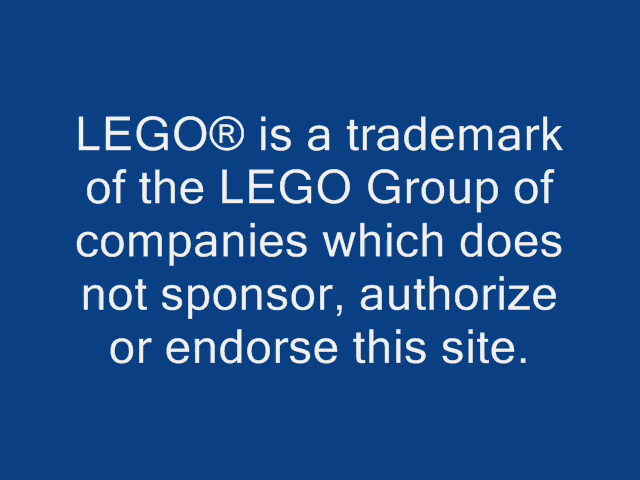 LEGO® is a trademark
of the LEGO Group of
companies which does
not sponsor, authorize
or endorse this site.